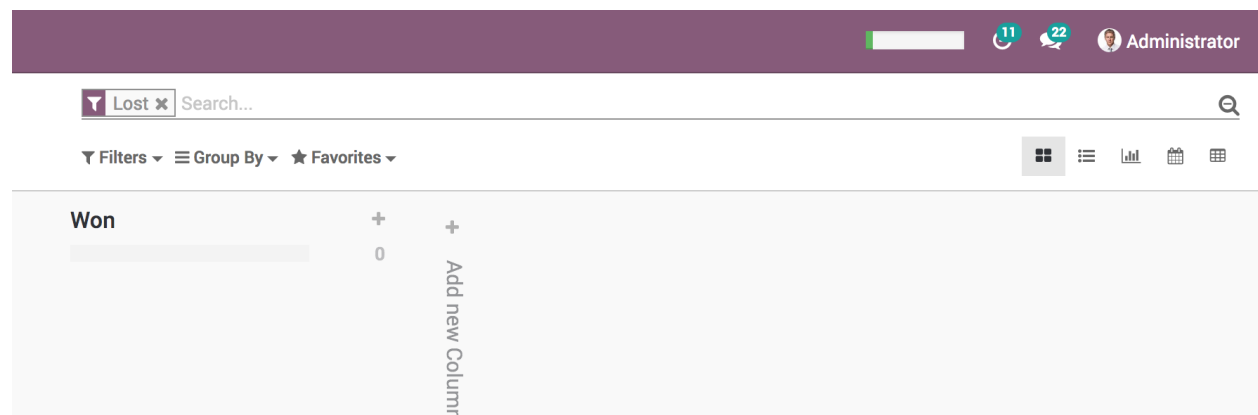 11 22 Administrator
Lost Search...
Filters Group By Favorites
Won
0
Add new Column